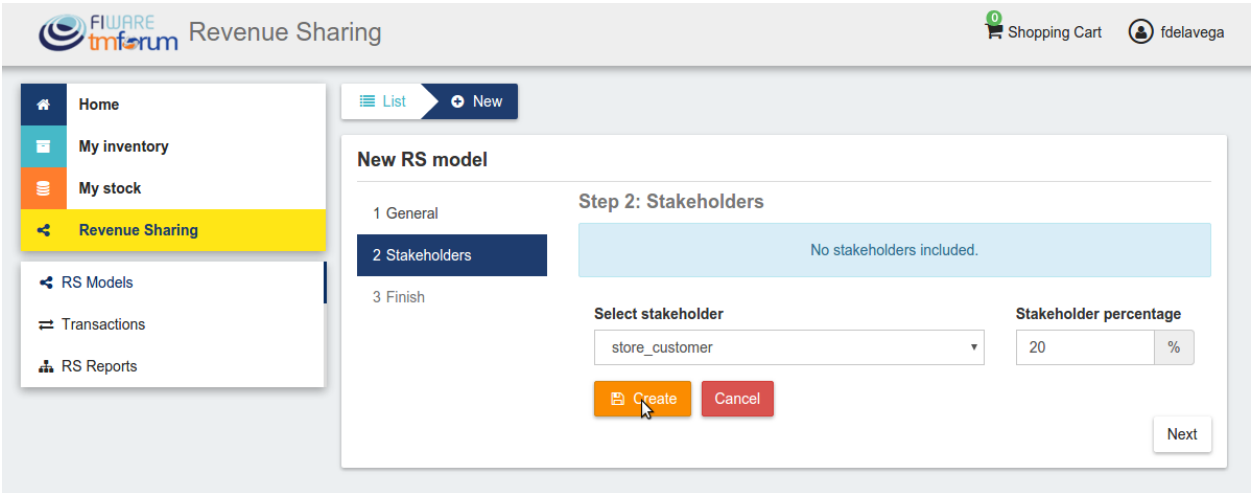 0
FIWARE
tmforum Revenue Sharing
Shopping Cart
fdelavega
Home
My inventory
My stock
Revenue Sharing
RS Models
Transactions
RS Reports
List
New
New RS model
1 General
2 Stakeholders
3 Finish
Step 2: Stakeholders
No stakeholders included.
Select stakeholder
store_customer
Stakeholder percentage
20 %
Create
Cancel
Next